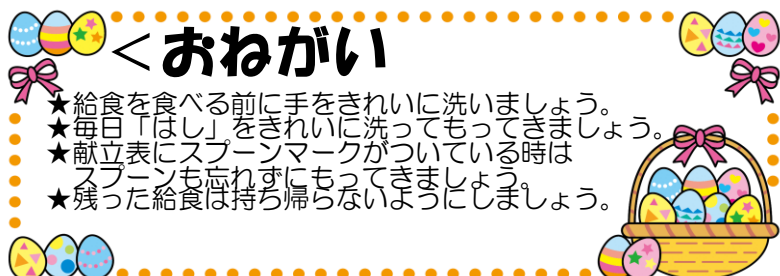 ＜おねがい
★給食を食べる前に手をきれいに洗いましょう。
★毎日「はし」をきれいに洗ってもってきましょう。
★献立表にスプーンマークがついている時は
スプーンも忘れずにもってきましょう。
★残った給食は持ち帰らないようにしましょう。